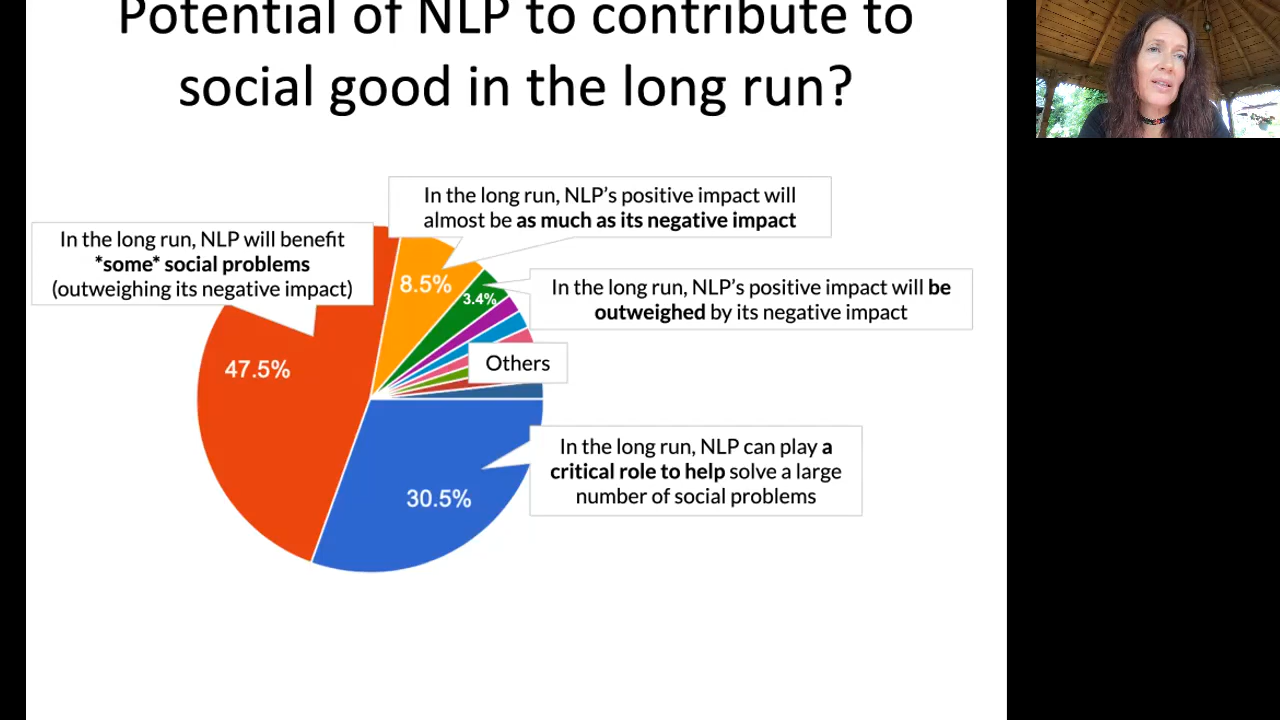 Potential of NLP to contribute to
social good in the long run?
In the long run, NLP’s positive impact will
almost be as much as its negative impact
In the long run, NLP will benefit
*some* social problems
(outweighing its negative impact)
8.5%
3.4%
In the long run, NLP’s positive impact will be
outweighed by its negative impact
47.5%
Others
In the long run, NLP can play a
critical role to help solve a large
number of social problems
30.5%